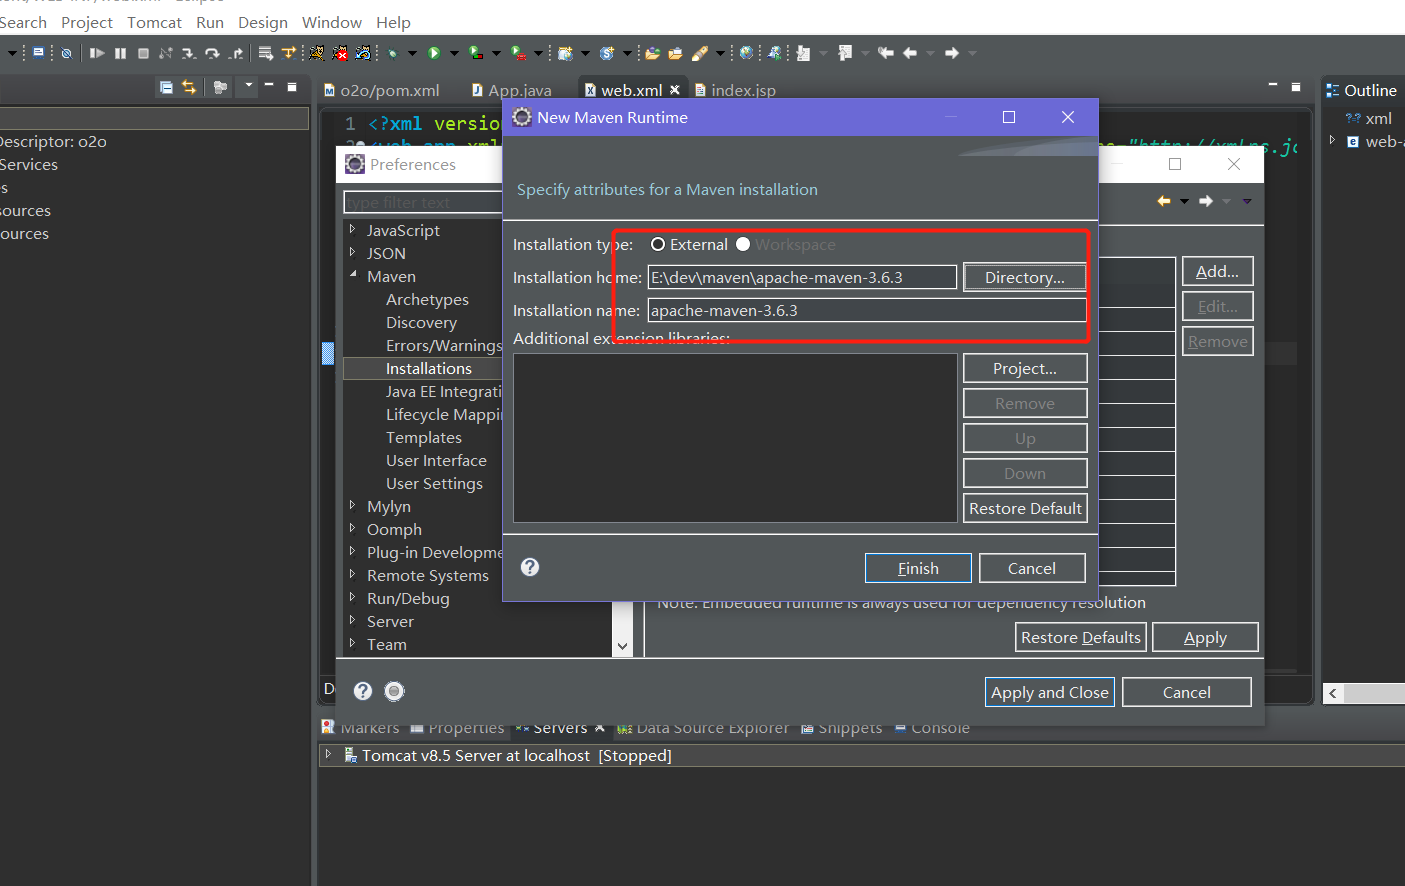 Search Project Tomcat Run Design Window Help
o2o/pom.xml
App.java
web.xml
index.jsp
Outline
xml
web-
Descriptor: o2o
Services
es
sources
ources
1 <?xml version
New Maven Runtime
Specify attributes for a Maven installation
Installation type: External Workspace
Installation home: E:\dev\maven\apache-maven-3.6.3 Directory...
Installation name: apache-maven-3.6.3
Additional extension libraries:
Project...
Remove
Up
Down
Restore Default
Finish
Cancel
Preferences
type filter text
JavaScript
JSON
Maven
Archetypes
Discovery
Errors/Warnings
Installations
Java EE Integrati
Lifecycle Mappi
Templates
User Interface
User Settings
Mylyn
Oomph
Plug-in Developme
Remote Systems
Run/Debug
Server
Team
Add...
Edit...
Remove
Note: Embedded runtime is always used for dependency resolution
Restore Defaults
Apply
Apply and Close
Cancel
Markers Properties Servers Data Source Explorer Snippets Console
Tomcat v8.5 Server at localhost [Stopped]